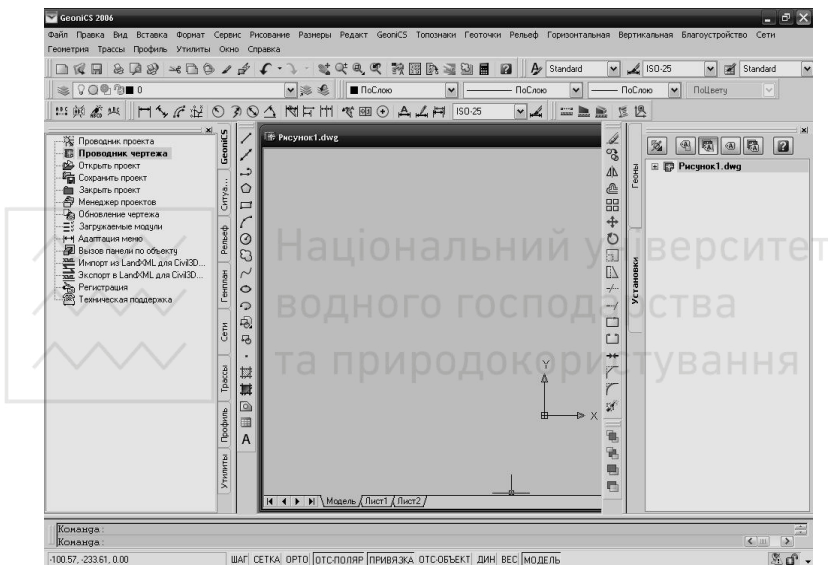 GeoniCS 2006
Файл Правка Вид Вставка Формат Сервис Рисование Размеры Редакт GeoniCS Топознаки Геоточки Рельеф Горизонтальная Вертикальная Благоустройство Сети
Геометрия Трассы Профиль Утилиты Окно Справка
Standard ISO-25 Standard
0 ПоСлою ПоСлою ПоСлою ПоЦвету
ISO-25
Проводник проекта
Проводник чертежа
Открыть проект
Сохранить проект
Закрыть проект
Менеджер проектов
Обновление чертежа
Загружаемые модули
Адаптация меню
Вызов панели по объекту
Импорт из LandXML для Civil3D...
Экспорт в LandXML для Civil3D...
Регистрация
Техническая поддержка
GeoniCS
Ситуа...
Рельеф
Генплан
Сети
Трассы
Профиль
Утилиты
Рисунок1.dwg
Y
X
Модель Лист1 Лист2
Геоны
Установки
Рисунок1.dwg
Національний університет
водного господарства
та природокористування
Команда:
Команда:
-100.57, -233.61, 0.00 ШАГ СЕТКА ОРТО ОТС-ПОЛЯР ПРИВЯЗКА ОТС-ОБЪЕКТ ДИН ВЕС МОДЕЛЬ